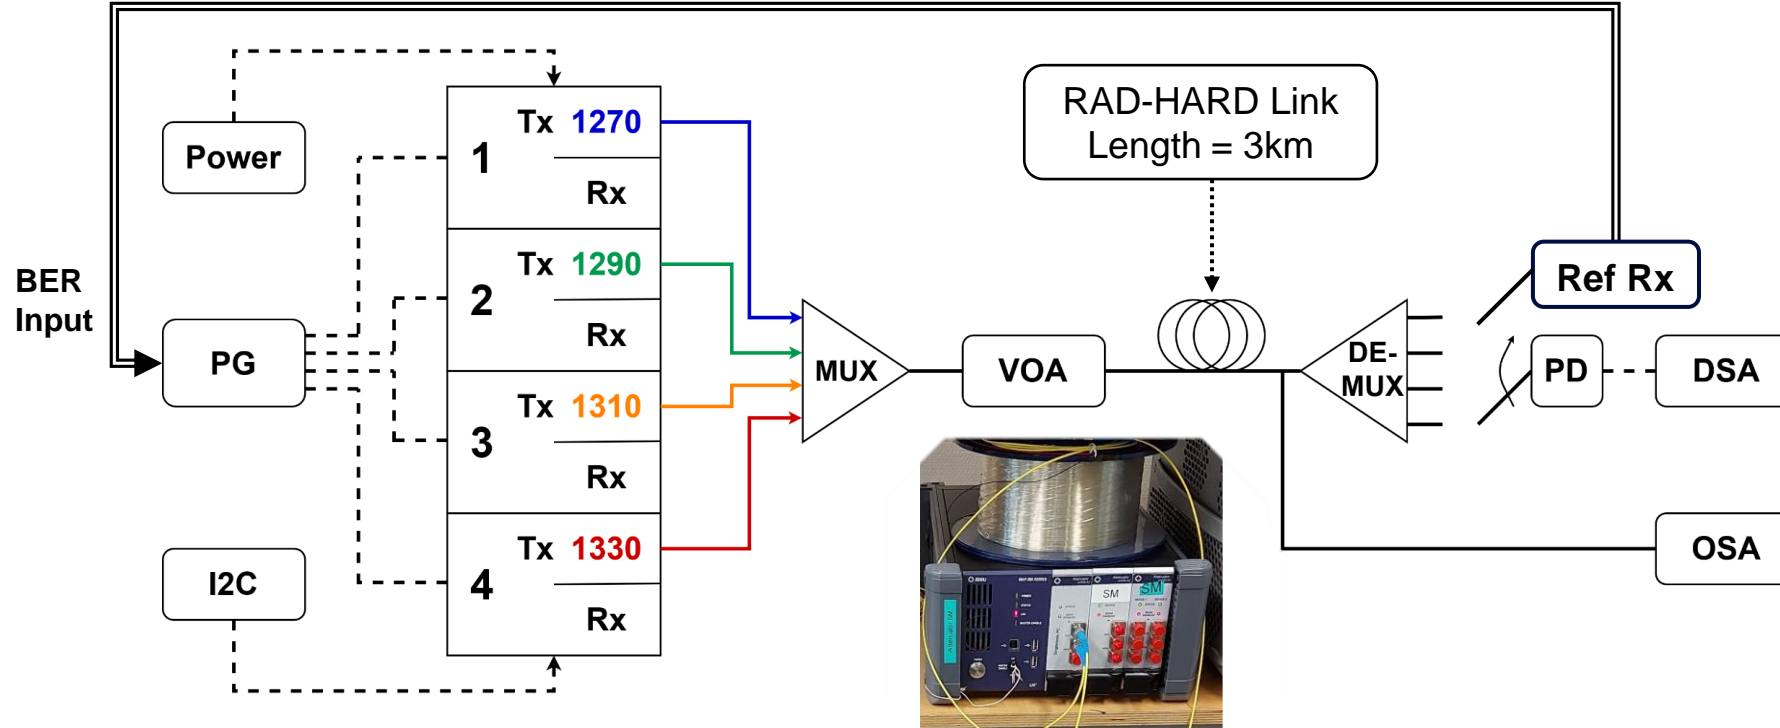 RAD-HARD Link
Length = 3km
Power
1
Tx 1270
Rx
2
Tx 1290
Rx
3
Tx 1310
Rx
4
Tx 1330
Rx
BER
Input
PG
I2C
MUX
VOA
DE-
MUX
Ref Rx
PD
DSA
OSA
SM
SM